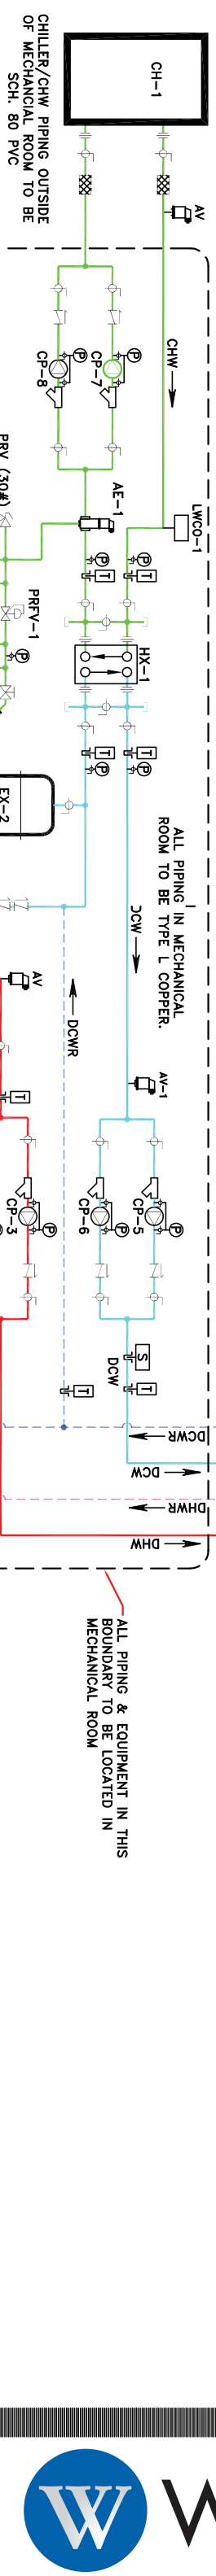 CH-1
AV
CHILLER/CHW PIPING OUTSIDE
OF MECHANCIAL ROOM TO BE
SCH. 80 PVC
CHW
LWCO-1
P
P
CP-7
CP-8
AE-1
PRV (30#)
PRFV-1
P
P
T
P
T
HX-1
T
P
T
P
EX-2
ALL PIPING IN MECHANICAL
ROOM TO BE TYPE L COPPER.
DCW
DCWR
AV
AV-1
T
P
P
P
CP-5
CP-6
CP-3
S
T
DCW
T
DCWR
DCW
DHWR
DHW
ALL PIPING & EQUIPMENT IN THIS
BOUNDARY TO BE LOCATED IN
MECHANICAL ROOM
W
W